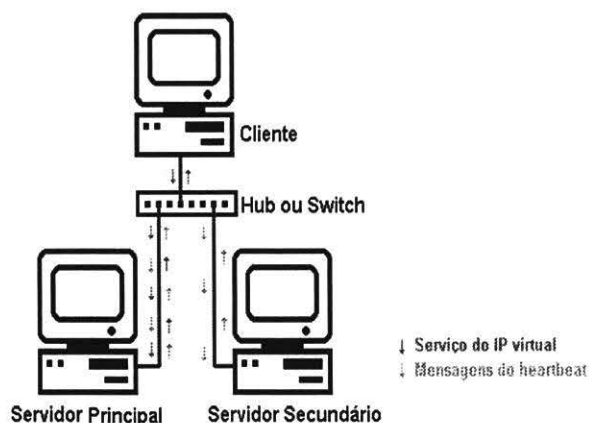 Cliente
Hub ou Switch
↓ Serviço do IP virtual
↓ Mensagens do heartbeat
Servidor Principal
Servidor Secundário